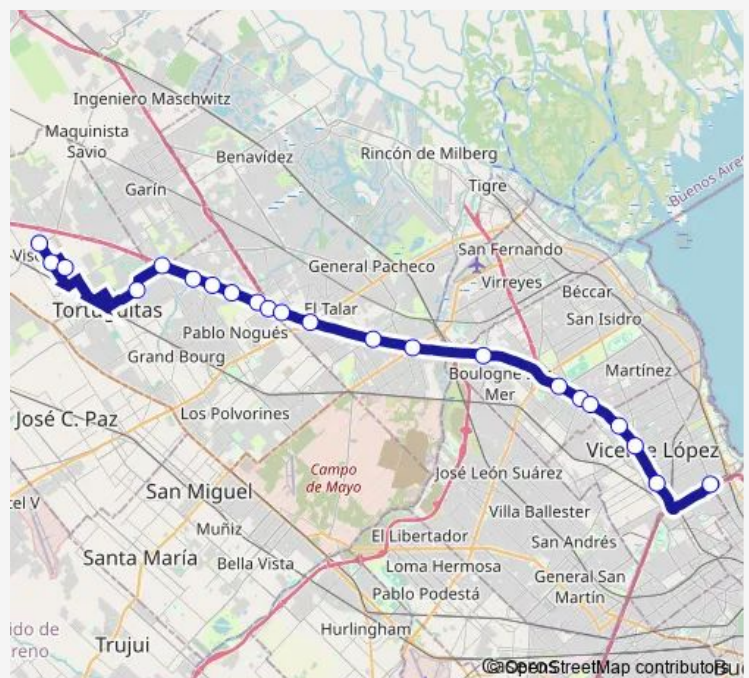 Ingeniero Maschwitz
Maquinista
Savio
Benavídez
Rincón de Milberg
Garín
Tigre
Buenos Aires
San Fernando
General Pacheco
Virreyes
Béccar
El Talar
San Isidro
Pablo Nogués
Grand Bourg
Boulogne
Mer
Martínez
José C. Paz
Los Polvorines
Campo
de Mayo
José León Suárez
San Miguel
Villa Ballester
Muñiz
El Libertador
San Andrés
Santa María
Bella Vista
Loma Hermosa
General San
Martín
Pablo Podestá
Hurlingham
Trujui
© OpenStreetMap contributors